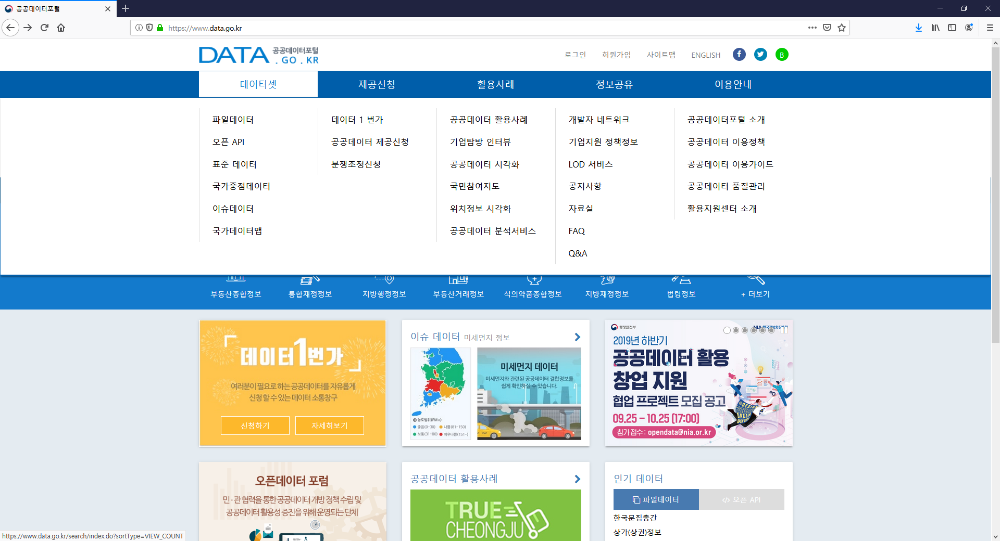 공공데이터포털
https://www.data.go.kr
DATA 공공데이터포털
.GO.KR
로그인 회원가입 사이트맵 ENGLISH f B
데이터셋 제공신청 활용사례 정보공유 이용안내
파일데이터
오픈 API
표준 데이터
국가중점데이터
이슈데이터
국가데이터맵
데이터 1 번가
공공데이터 제공신청
분쟁조정신청
공공데이터 활용사례
기업탐방 인터뷰
공공데이터 시각화
국민참여지도
위치정보 시각화
공공데이터 분석서비스
개발자 네트워크
기업지원 정책정보
LOD 서비스
공지사항
자료실
FAQ
Q&A
공공데이터포털 소개
공공데이터 이용정책
공공데이터 이용가이드
공공데이터 품질관리
활용지원센터 소개
부동산종합정보 통합재정정보 지방행정정보 부동산거래정보 식의약품종합정보 지방재정정보 법령정보 + 더보기
데이터1번가
여러분이 필요로 하는 공공데이터를 자유롭게
신청 할 수 있는 데이터 소통창구
신청하기 자세히보기
이슈 데이터 미세먼지 정보
농도범위(PM10)
좋음(0-30) 나쁨(81-150)
보통(31-80) 매우나쁨(151-)
미세먼지 데이터
미세먼지와 관련된 공공데이터 결합정보를
쉽게 확인하실 수 있습니다.
행정안전부 NIA 한국정보화진흥원
2019년 하반기
공공데이터 활용
창업 지원
협업 프로젝트 모집 공고
09.25 – 10.25 (17:00)
참가 접수 : opendata@nia.or.kr
DESIGN
DREAM
OPEN DATA
오픈데이터 포럼
민·관 협력을 통한 공공데이터 개방 정책 수립 및
공공데이터 활용성 증진을 위해 운영되는 단체
공공데이터 활용사례
TRUE
CHEONGJU
인기 데이터
파일데이터 </> 오픈 API
한국문집총간
상가(상권)정보
https://www.data.go.kr/search/index.do?sortType=VIEW_COUNT